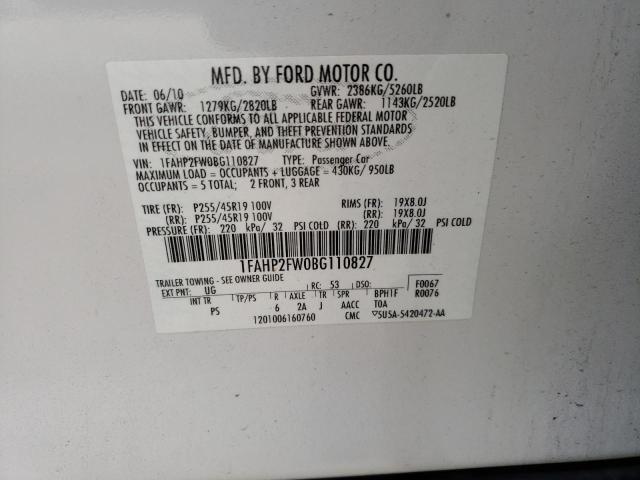 MFD. BY FORD MOTOR CO.
DATE: 06/10 GVWR: 2386KG/5260LB
FRONT GAWR: 1279KG/2820LB REAR GAWR: 1143KG/2520LB
THIS VEHICLE CONFORMS TO ALL APPLICABLE FEDERAL MOTOR
VEHICLE SAFETY, BUMPER, AND THEFT PREVENTION STANDARDS
IN EFFECT ON THE DATE OF MANUFACTURE SHOWN ABOVE.
VIN: 1FAHP2FW0BG110827 TYPE: Passenger Car
MAXIMUM LOAD = OCCUPANTS + LUGGAGE = 430KG/950LB
OCCUPANTS = 5 TOTAL; 2 FRONT, 3 REAR
TIRE (FR): P255/45R19 100V RIMS (FR): 19X8.0J
(RR): P255/45R19 100V (RR): 19X8.0J
PRESSURE (FR): 220 kPa/ 32 PSI COLD (RR): 220 kPa/ 32 PSI COLD
1FAHP2FW0BG110827
TRAILER TOWING - SEE OWNER GUIDE
EXT PNT: UG RC: 53 DSO: F0067
R0076
INT TR TP/PS R AXLE TR SPR BPH1F
PS 6 2A J AACC T0A
1201006160760 CMC ▽5U5A-5420472-AA